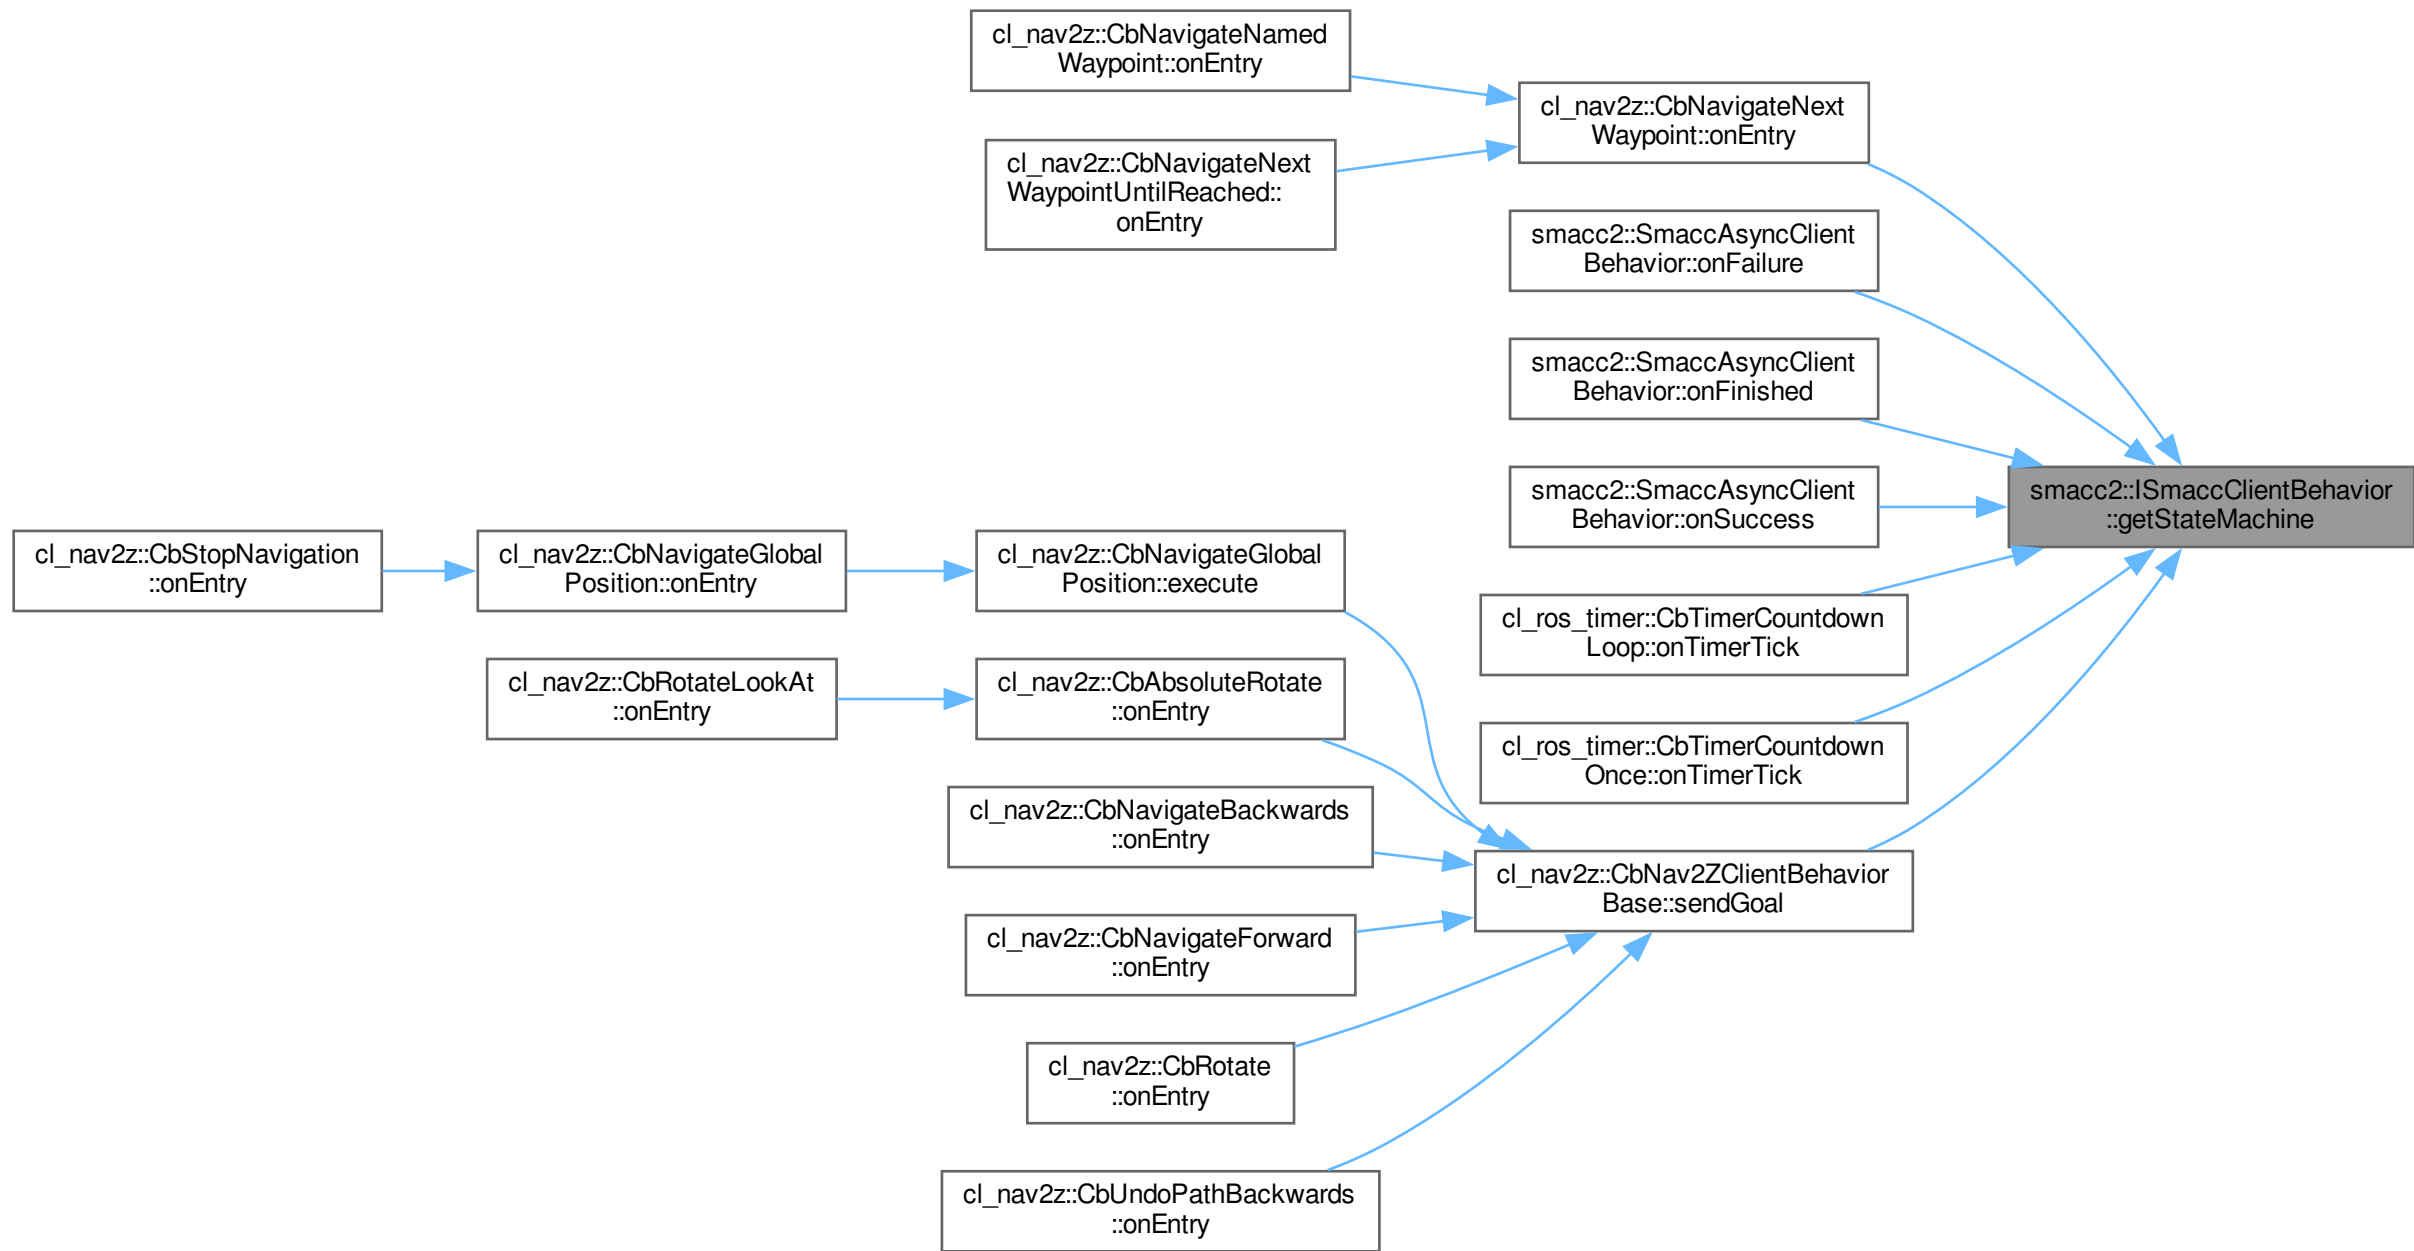 cl_nav2z::CbNavigateNamed
Waypoint::onEntry
cl_nav2z::CbNavigateNext
Waypoint::onEntry
cl_nav2z::CbNavigateNext
WaypointUntilReached::
onEntry
smacc2::SmaccAsyncClient
Behavior::onFailure
smacc2::SmaccAsyncClient
Behavior::onFinished
smacc2::SmaccAsyncClient
Behavior::onSuccess
smacc2::ISmaccClientBehavior
::getStateMachine
cl_nav2z::CbStopNavigation
::onEntry
cl_nav2z::CbNavigateGlobal
Position::onEntry
cl_nav2z::CbNavigateGlobal
Position::execute
cl_ros_timer::CbTimerCountdown
Loop::onTimerTick
cl_nav2z::CbRotateLookAt
::onEntry
cl_nav2z::CbAbsoluteRotate
::onEntry
cl_ros_timer::CbTimerCountdown
Once::onTimerTick
cl_nav2z::CbNavigateBackwards
::onEntry
cl_nav2z::CbNav2ZClientBehavior
Base::sendGoal
cl_nav2z::CbNavigateForward
::onEntry
cl_nav2z::CbRotate
::onEntry
cl_nav2z::CbUndoPathBackwards
::onEntry